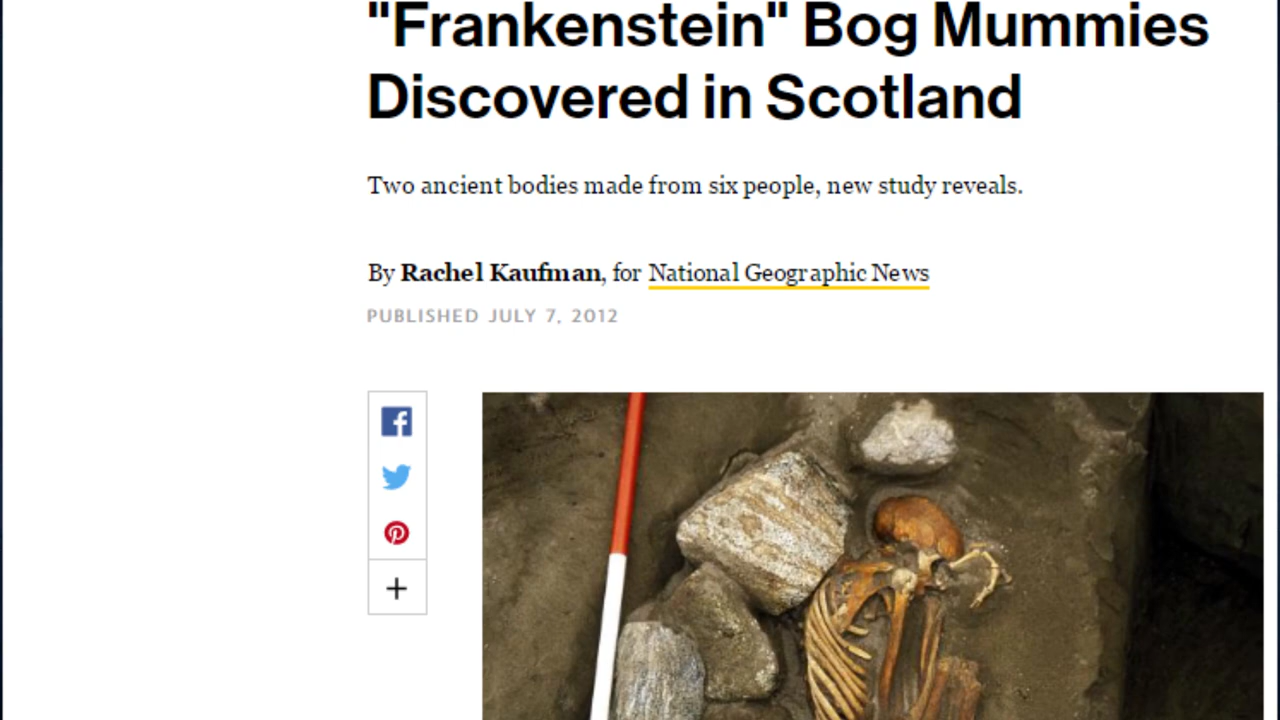 "Frankenstein" Bog Mummies
Discovered in Scotland
Two ancient bodies made from six people, new study reveals.
By Rachel Kaufman, for National Geographic News
PUBLISHED JULY 7, 2012